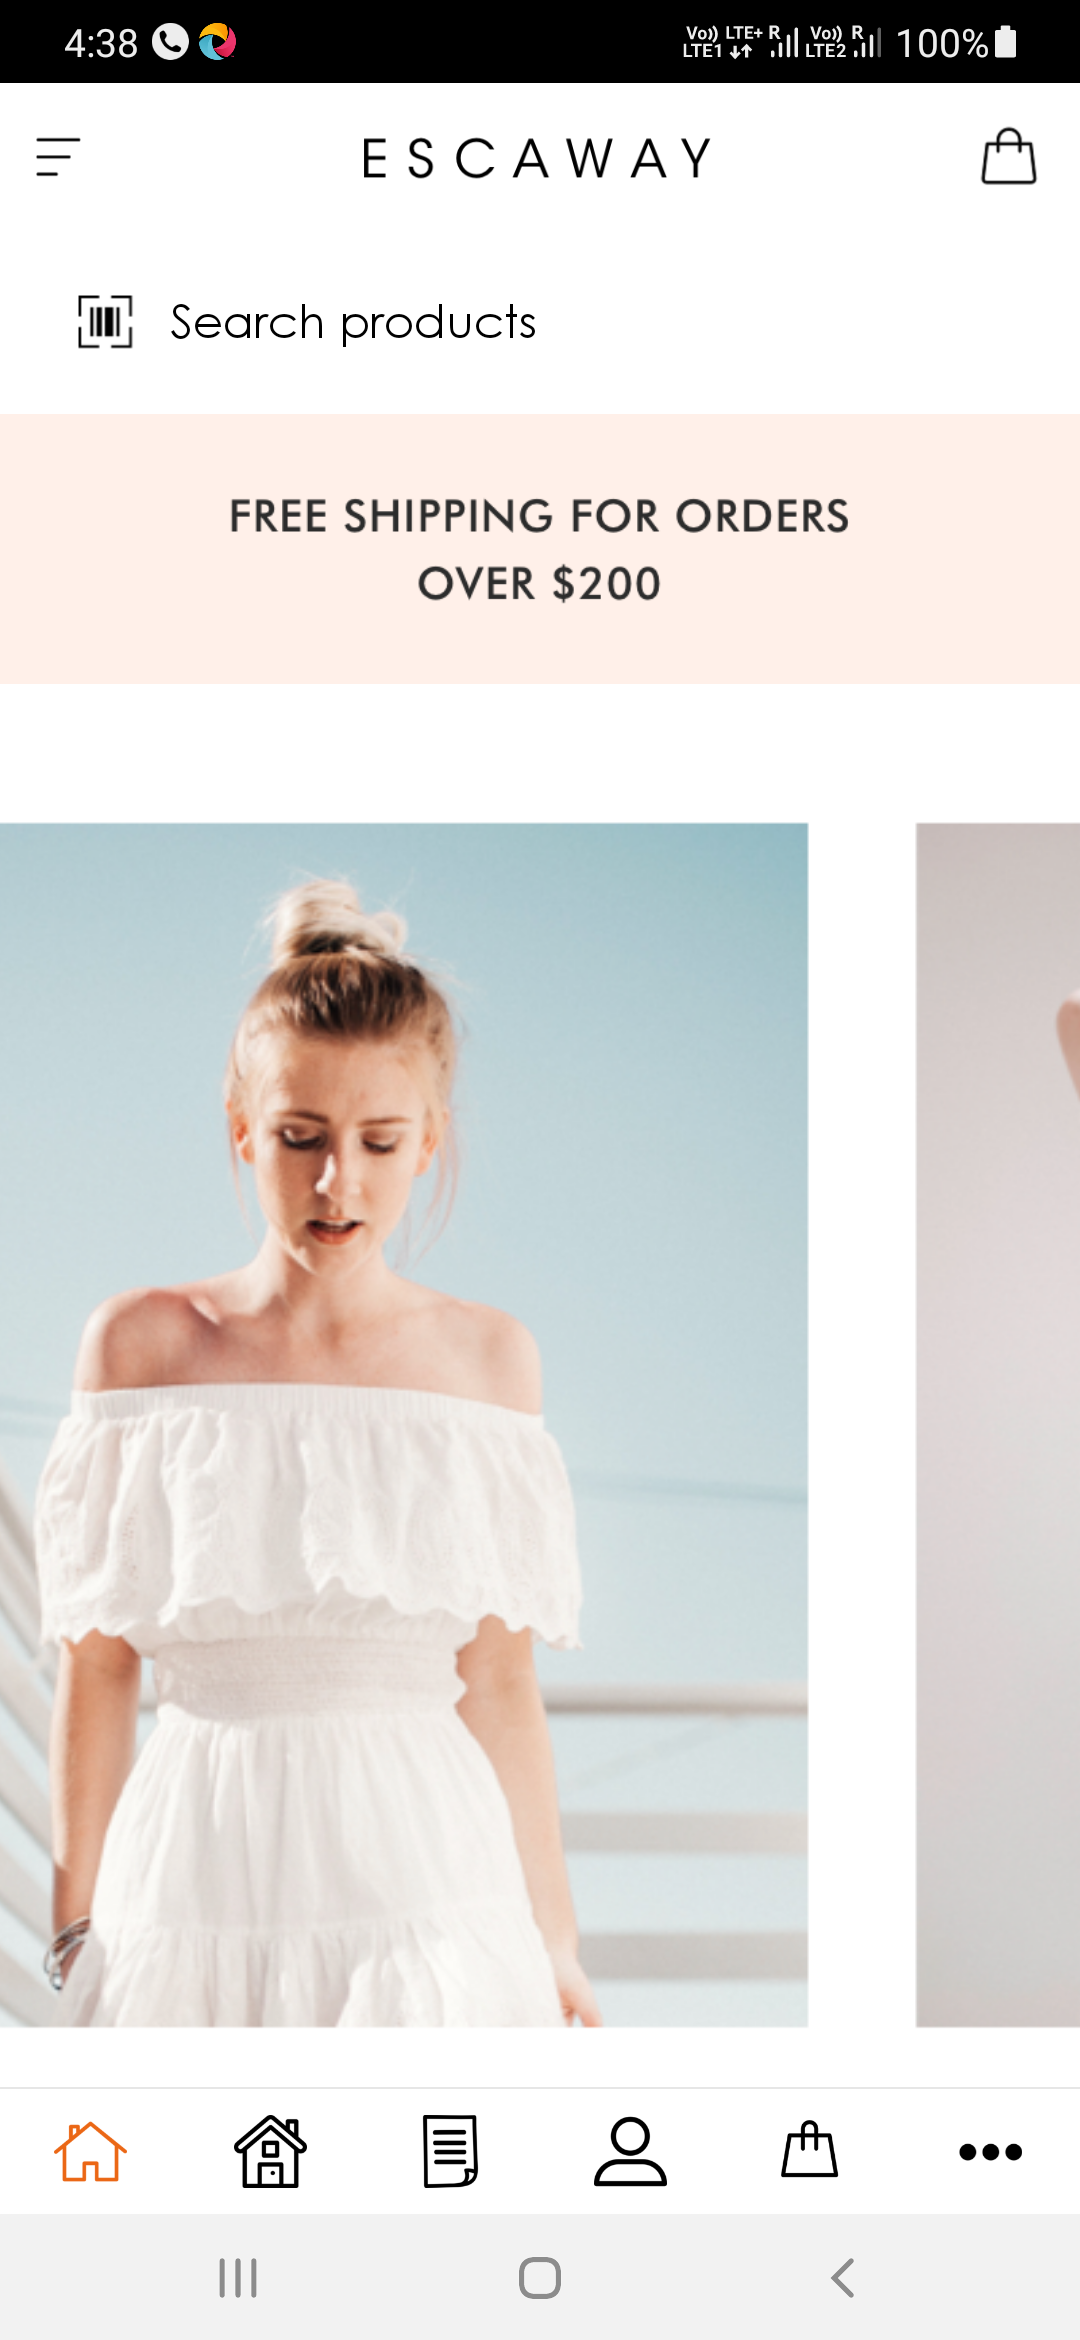 4:38
Vo)) LTE+ R Vo)) R
LTE1 LTE2 100%
ESCAWAY
Search products
FREE SHIPPING FOR ORDERS
OVER $200